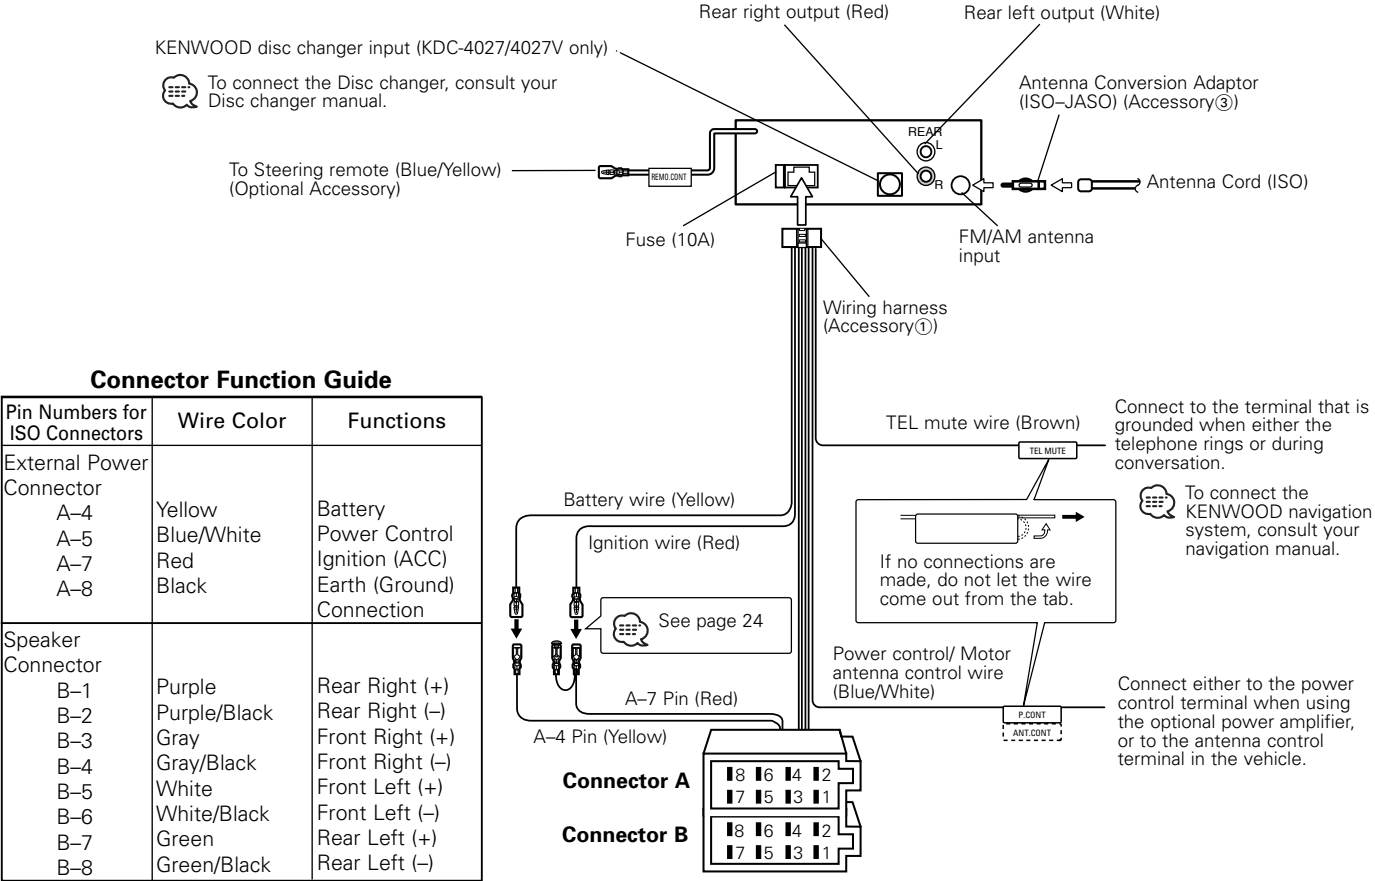 Rear right output (Red)
Rear left output (White)
KENWOOD disc changer input (KDC-4027/4027V only)
To connect the Disc changer, consult your
Disc changer manual.
Antenna Conversion Adaptor
(ISO–JASO) (Accessory③)
REAR
L
R
To Steering remote (Blue/Yellow)
(Optional Accessory)
REMO.CONT
Antenna Cord (ISO)
Fuse (10A)
FM/AM antenna
input
Wiring harness
(Accessory①)
Connector Function Guide
Pin Numbers for
ISO Connectors
Wire Color
Functions
External Power
Connector
A–4 Yellow Battery
A–5 Blue/White Power Control
A–7 Red Ignition (ACC)
A–8 Black Earth (Ground)
Connection
Speaker
Connector
B–1 Purple Rear Right (+)
B–2 Purple/Black Rear Right (–)
B–3 Gray Front Right (+)
B–4 Gray/Black Front Right (–)
B–5 White Front Left (+)
B–6 White/Black Front Left (–)
B–7 Green Rear Left (+)
B–8 Green/Black Rear Left (–)
TEL mute wire (Brown)
TEL MUTE
Connect to the terminal that is
grounded when either the
telephone rings or during
conversation.
To connect the
KENWOOD navigation
system, consult your
navigation manual.
Battery wire (Yellow)
Ignition wire (Red)
If no connections are
made, do not let the wire
come out from the tab.
See page 24
Power control/ Motor
antenna control wire
(Blue/White)
P.CONT
ANT.CONT
Connect either to the power
control terminal when using
the optional power amplifier,
or to the antenna control
terminal in the vehicle.
A–7 Pin (Red)
A–4 Pin (Yellow)
Connector A
8 6 4 2
7 5 3 1
Connector B
8 6 4 2
7 5 3 1